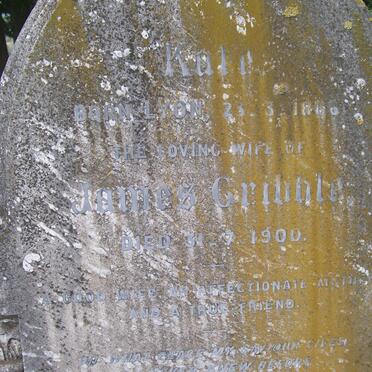 Kate
BORN LYON, 23.3.1866
THE LOVING WIFE OF
James Gribble,
DIED 31.7.1900.
A GOOD WIFE AN AFFECTIONATE MOTHER
AND A TRUE FRIEND.